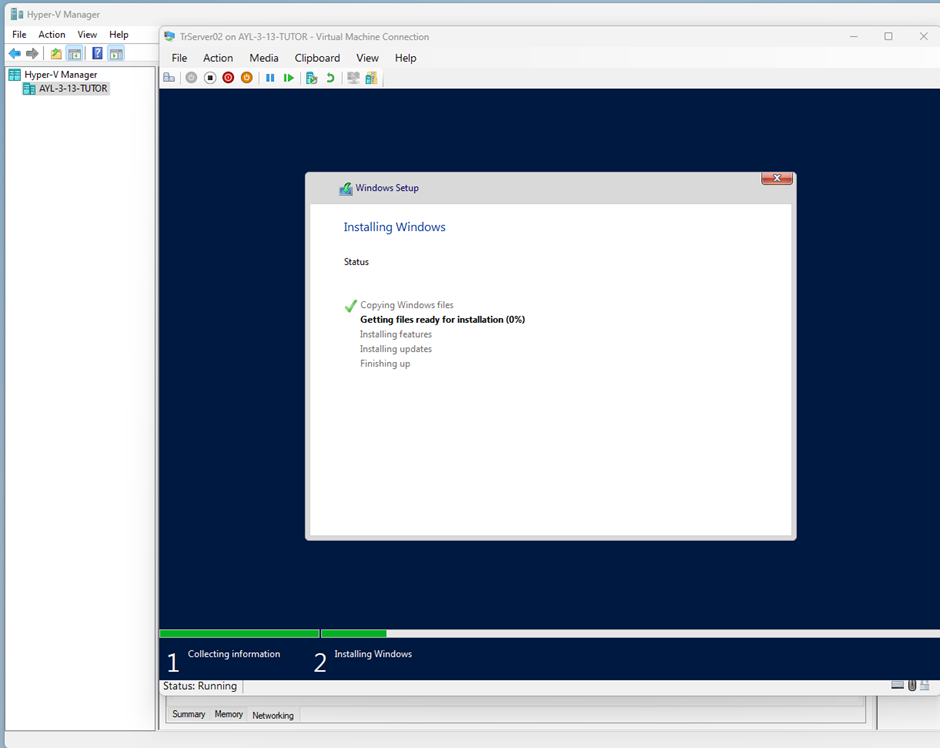 Hyper-V Manager
File Action View Help
Hyper-V Manager
AYL-3-13-TUTOR
TrServer02 on AYL-3-13-TUTOR - Virtual Machine Connection
File Action Media Clipboard View Help
Windows Setup
Installing Windows
Status
Copying Windows files
Getting files ready for installation (0%)
Installing features
Installing updates
Finishing up
1 Collecting information 2 Installing Windows
Status: Running
Summary Memory Networking